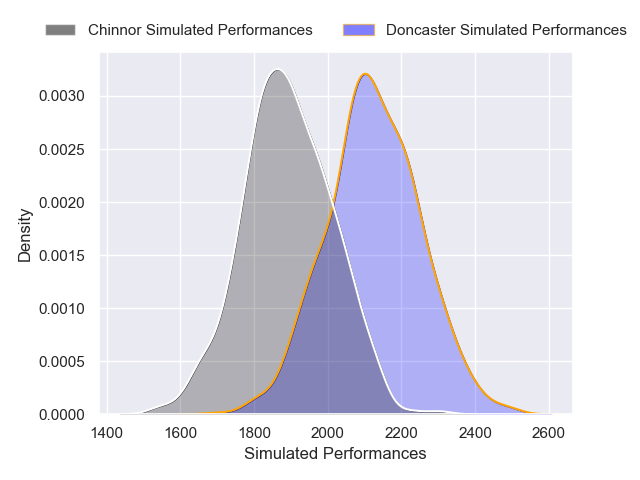 Chinnor Simulated Performances Doncaster Simulated Performances
0.0030
0.0025
0.0020
0.0015
0.0010
0.0005
0.0000
Density
1400 1600 1800 2000 2200 2400 2600
Simulated Performances